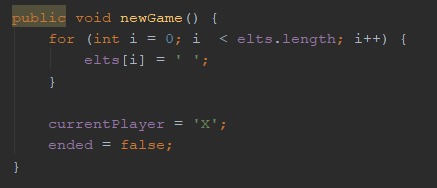 public void newGame() {
    for (int i = 0; i  < elts.length; i++) {
        elts[i] = ' ';
    }

    currentPlayer = 'X';
    ended = false;
}